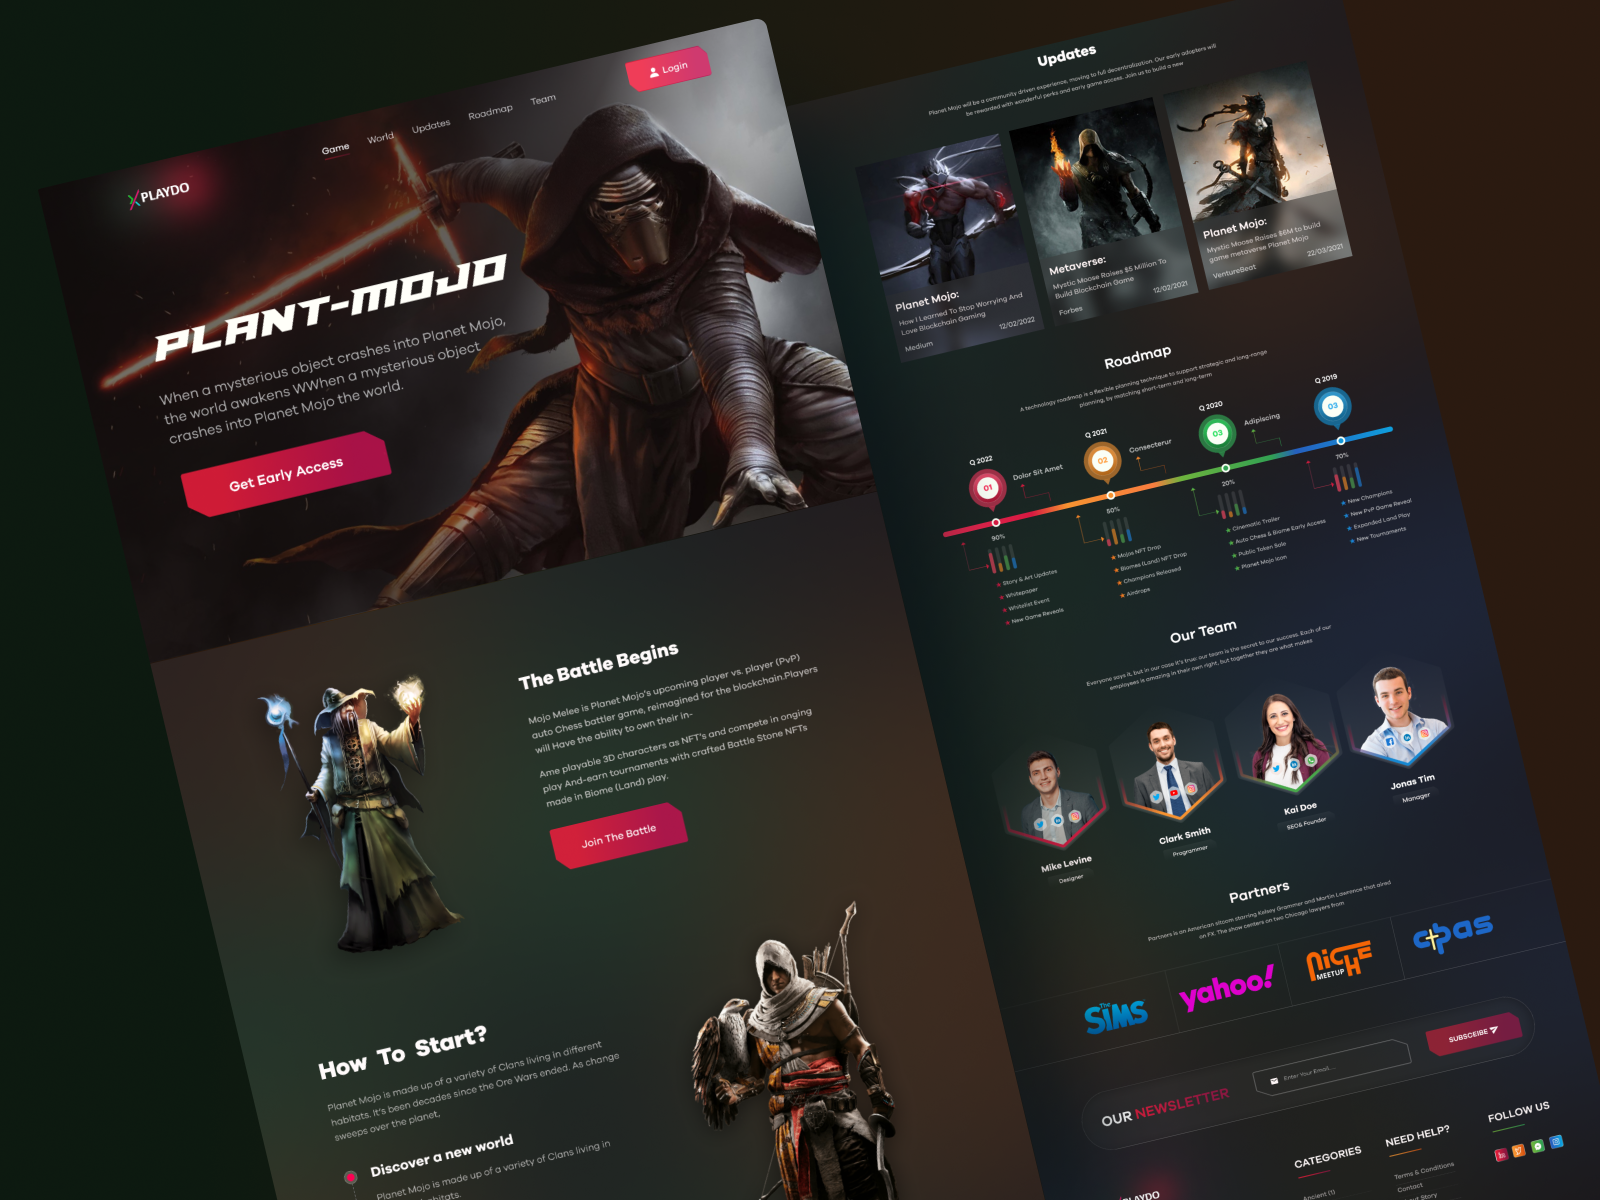 Login
Game
World
Updates
Roadmap
Team
PLAYDO
PLANT-MOJO
When a mysterious object crashes into Planet Mojo,
the world awakens WWhen a mysterious object
crashes into Planet Mojo the world.
Get Early Access
The Battle Begins
Mojo Melee is Planet Mojo's upcoming player vs. player (PvP)
auto Chess battler game, reimagined for the blockchain.Players
will Have the ability to own their in-
Ame playable 3D characters as NFT's and compete in onging
play And-earn tournaments with crafted Battle Stone NFTs
made in Biome (Land) play.
Join The Battle
How To Start?
Planet Mojo is made up of a variety of Clans living in different
habitats. It's been decades since the Ore Wars ended. As change
sweeps over the planet,
Discover a new world
Planet Mojo is made up of a variety of Clans living in
habitats.
Updates
Planet Mojo will be a community driven experience, moving to full decentralization. Our early adopters will
be rewarded with wonderful perks and early game access. Join us to build a new
Planet Mojo:
How I Learned To Stop Worrying And
Love Blockchain Gaming
Medium
12/02/2022
Metaverse:
Mystic Moose Raises $5 Million To
Build Blockchain Game
Forbes
12/02/2021
Planet Mojo:
Mystic Moose Raises $6M to build
game metaverse Planet Mojo
VentureBeat
22/03/2021
Roadmap
A technology roadmap is a flexible planning technique to support strategic and long-range
planning, by matching short-term and long-term
Q 2022
01
Dolor Sit Amet
90%
Story & Art Updates
Whitepaper
Whitelist Event
New Game Reveals
Q 2021
02
Consecterur
50%
Mojos NFT Drop
Biomes (Land) NFT Drop
Champions Released
Airdrops
Q 2020
03
Adipiscing
20%
Cinematic Trailer
Auto Chess & Biome Early Access
Public Token Sale
Planet Mojo Icon
Q 2019
03
70%
New Champions
New PvP Game Reveal
Expanded Land Play
New Tournaments
Our Team
Everyone says it, but in our case it's true: our team is the secret to our success. Each of our
employees is amazing in their own right, but together they are what makes
Mike Levine
Designer
Clark Smith
Programmer
Kai Doe
SEO& Founder
Jonas Tim
Manager
Partners
Partners is an American sitcom starring Kelsey Grammer and Martin Lawrence that aired
on FX. The show centers on two Chicago lawyers from
The SIMS
yahoo!
NICHE
MEETUP
cpas
OUR NEWSLETTER
Enter Your Email....
SUBSCEIBE
PLAYDO
CATEGORIES
Ancient (1)
NEED HELP?
Terms & Conditions
Contact
Story
FOLLOW US